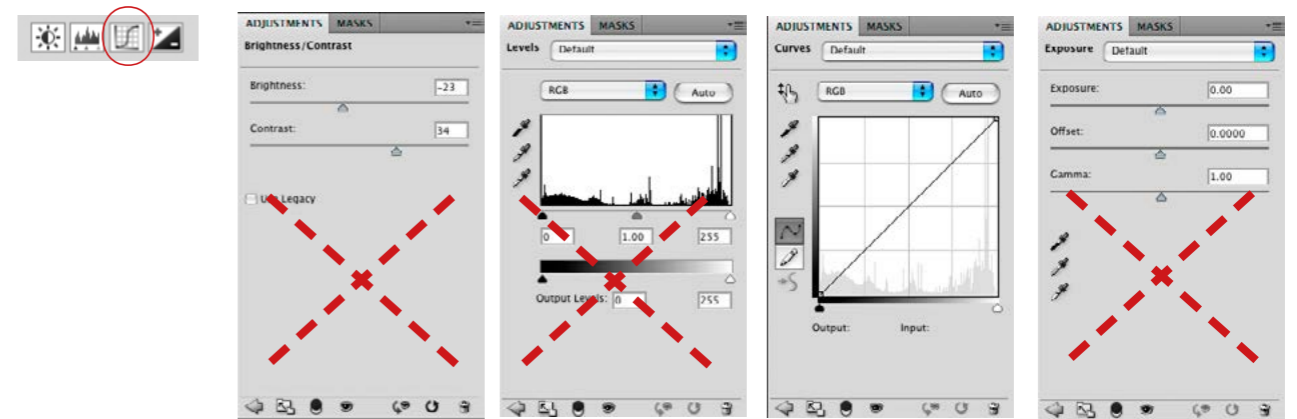 ADJUSTMENTS MASKS
Brightness/Contrast
Brightness: -23
Contrast: 34
Use Legacy
ADJUSTMENTS MASKS
Levels Default
RGB Auto
0 1.00 255
Output Levels: 0 255
ADJUSTMENTS MASKS
Curves Default
RGB Auto
Output: Input:
ADJUSTMENTS MASKS
Exposure Default
Exposure: 0.00
Offset: 0.0000
Gamma: 1.00